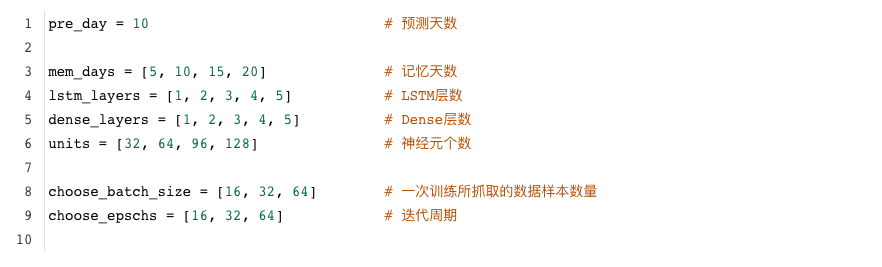 1 pre_day = 10 # 预测天数
2
3 mem_days = [5, 10, 15, 20] # 记忆天数
4 lstm_layers = [1, 2, 3, 4, 5] # LSTM层数
5 dense_layers = [1, 2, 3, 4, 5] # Dense层数
6 units = [32, 64, 96, 128] # 神经元个数
7
8 choose_batch_size = [16, 32, 64] # 一次训练所抓取的数据样本数量
9 choose_epschs = [16, 32, 64] # 迭代周期
10